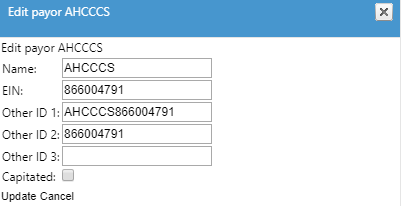 Edit payor AHCCCS
Edit payor AHCCCS
Name: AHCCCS
EIN: 866004791
Other ID 1: AHCCCS866004791
Other ID 2: 866004791
Other ID 3:
Capitated:
Update Cancel